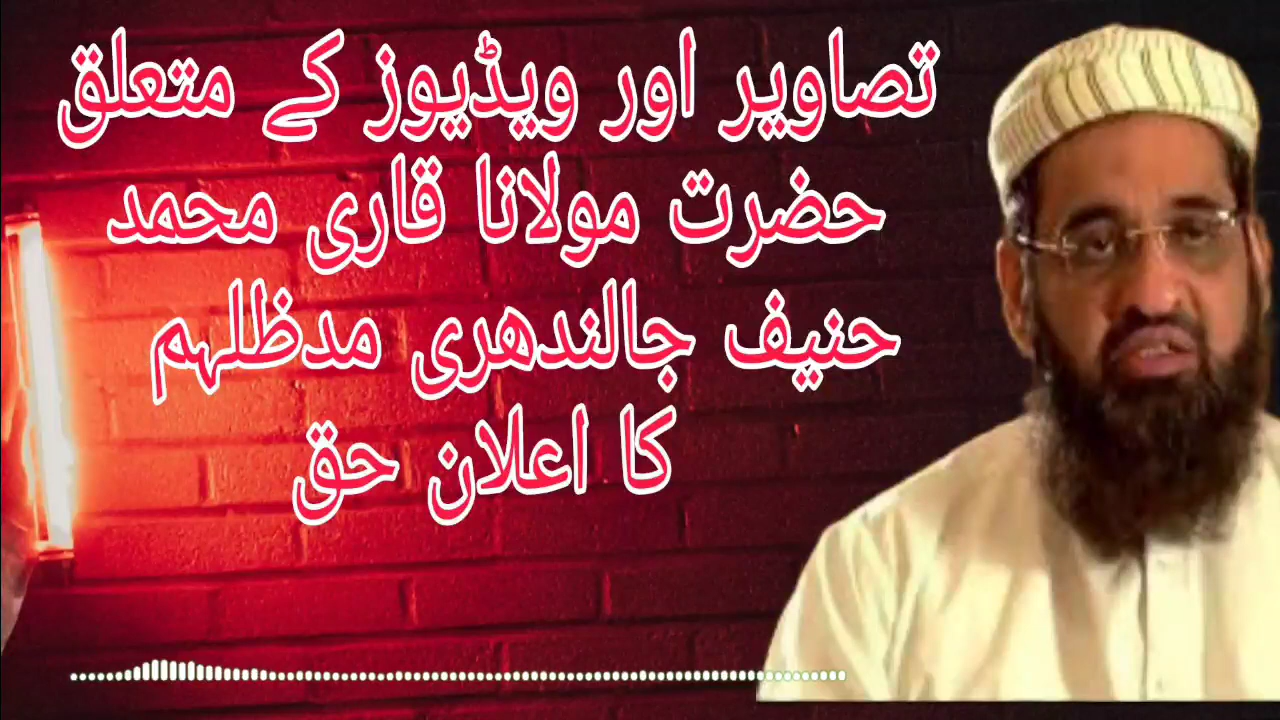 تصاویر اور ویڈیوز کے متعلق
حضرت مولانا قاری محمد
حنیف جالندھری مدظلہم
کا اعلان حق